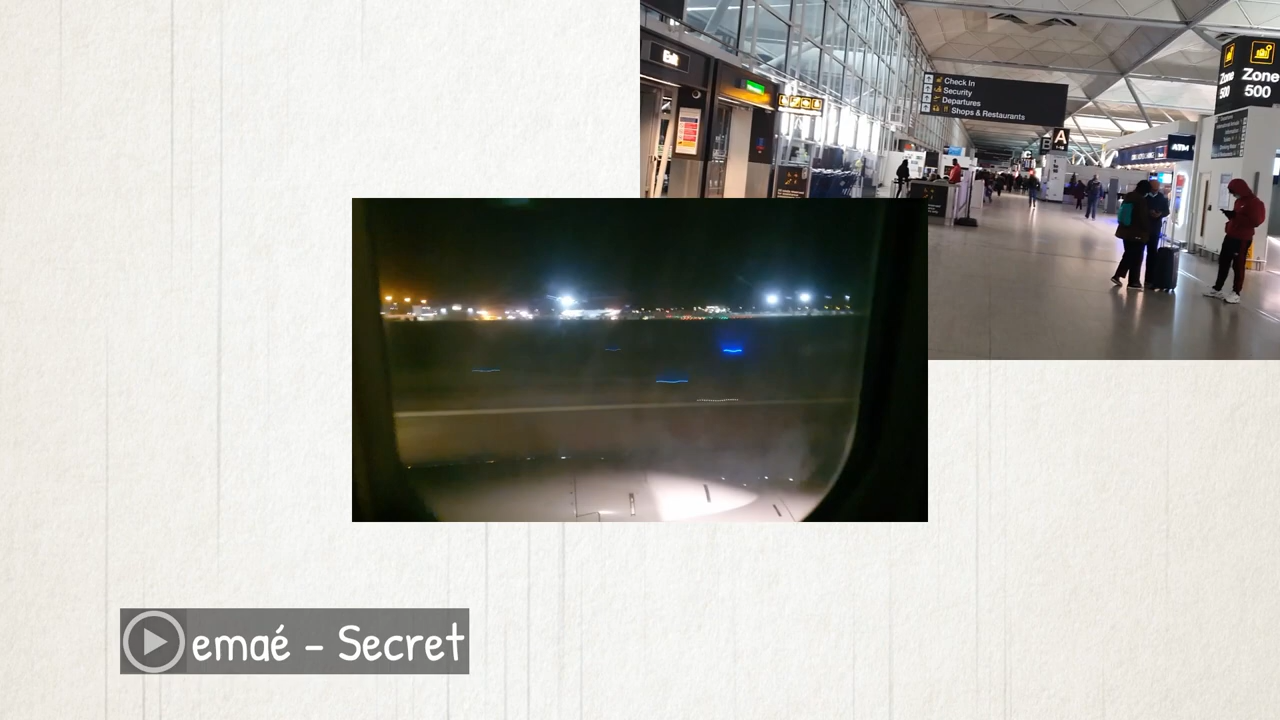 Exit
Check In
Security
Departures
Shops & Restaurants
Zone
500
Zone
500
B
A
ATM
emaé - Secret